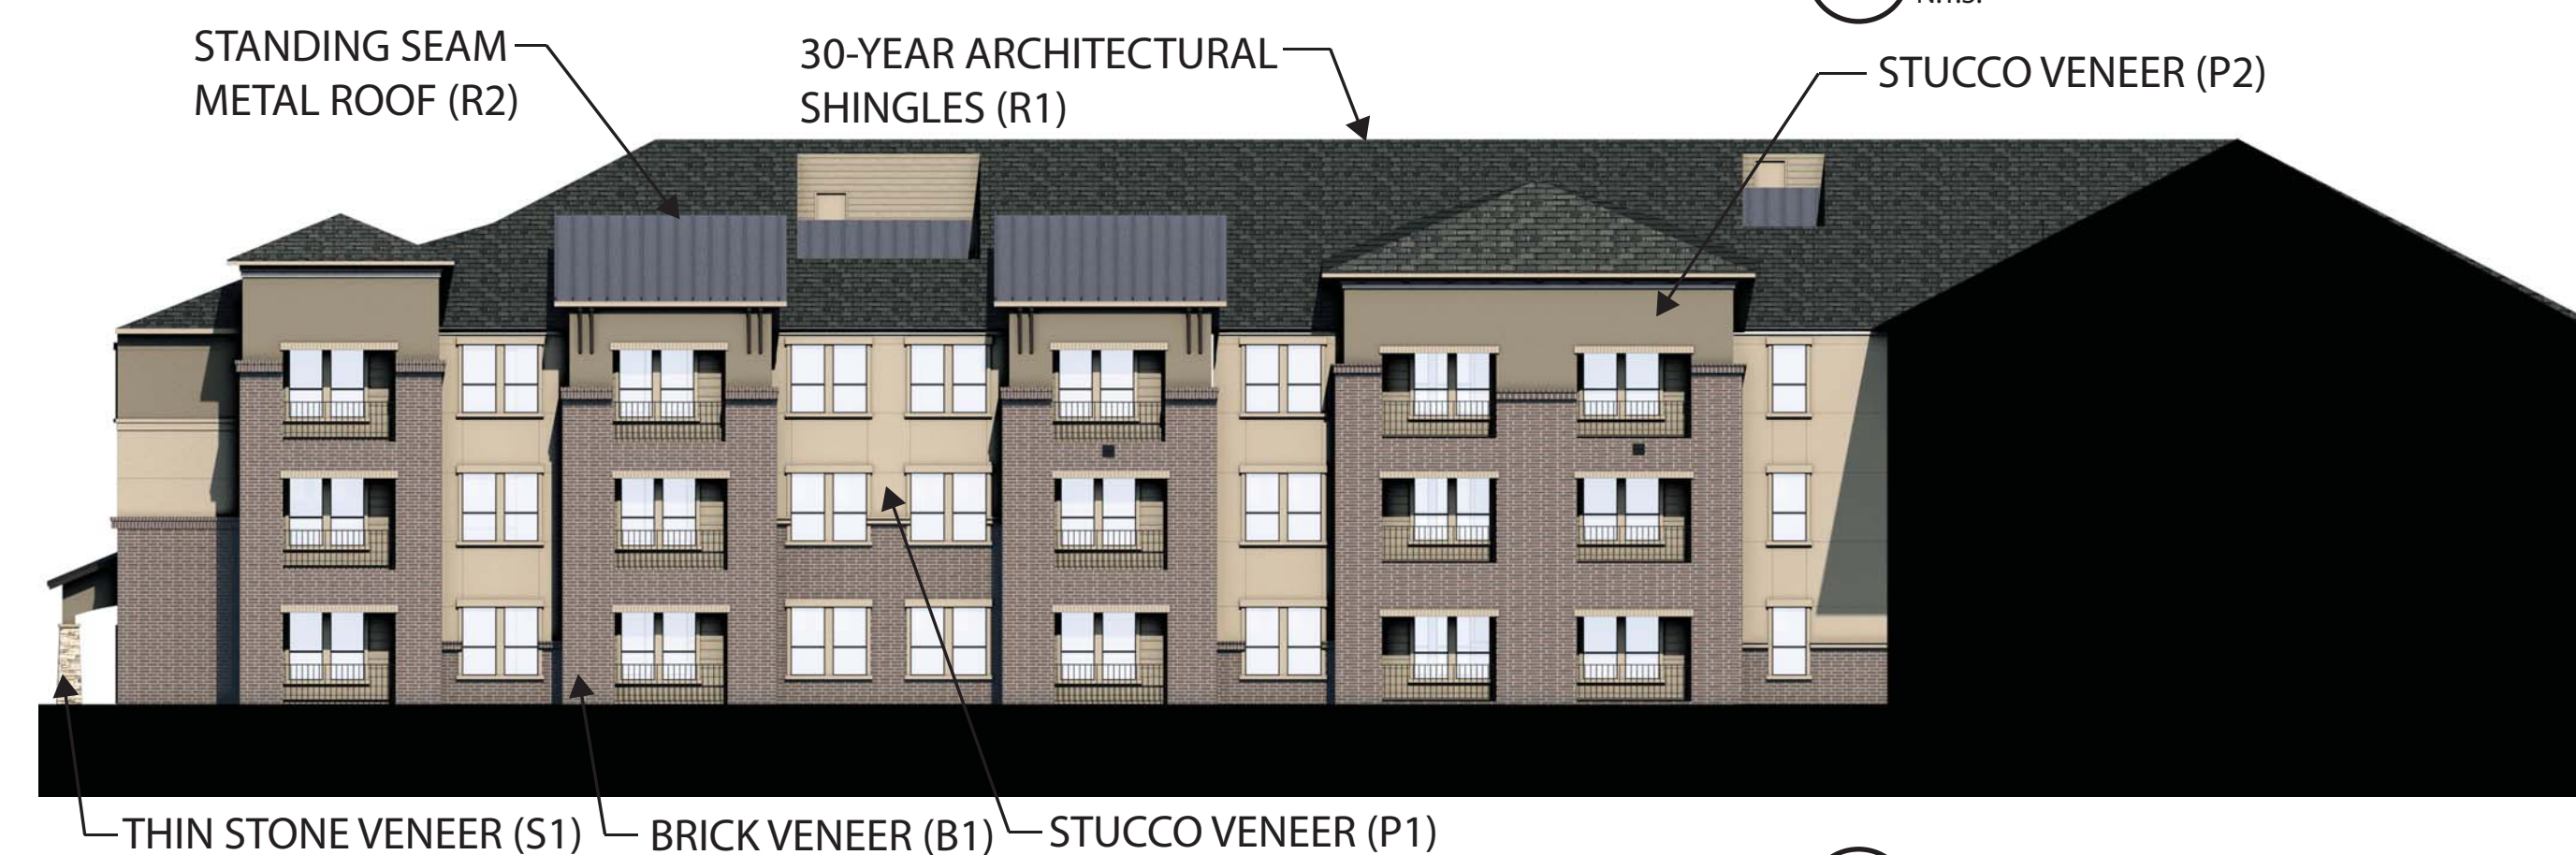 N.T.S.
STANDING SEAM
METAL ROOF (R2)
30-YEAR ARCHITECTURAL
SHINGLES (R1)
STUCCO VENEER (P2)
THIN STONE VENEER (S1)
BRICK VENEER (B1)
STUCCO VENEER (P1)